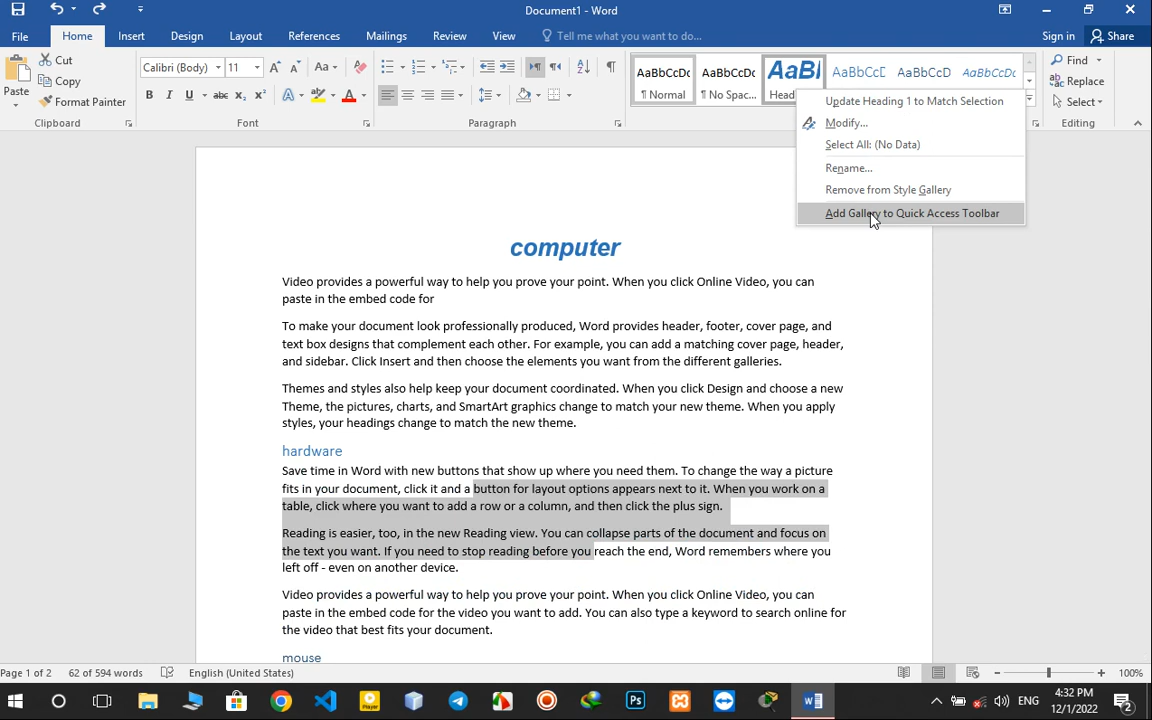 Document1 - Word
File
Home
Insert
Design
Layout
References
Mailings
Review
View
Tell me what you want to do...
Sign in
Share
Paste
Cut
Copy
Format Painter
Clipboard
Calibri (Body)
11
Aa
B I U abc X₂ X²
Font
Paragraph
AaBbCcDc
¶ Normal
AaBbCcDc
¶ No Spac...
AaBl
Head
AaBbCcE
AaBbCcD
AaBbCcDc
Find
Replace
Select
Editing
Update Heading 1 to Match Selection
Modify...
Select All: (No Data)
Rename...
Remove from Style Gallery
Add Gallery to Quick Access Toolbar
computer
Video provides a powerful way to help you prove your point. When you click Online Video, you can
paste in the embed code for
To make your document look professionally produced, Word provides header, footer, cover page, and
text box designs that complement each other. For example, you can add a matching cover page, header,
and sidebar. Click Insert and then choose the elements you want from the different galleries.
Themes and styles also help keep your document coordinated. When you click Design and choose a new
Theme, the pictures, charts, and SmartArt graphics change to match your new theme. When you apply
styles, your headings change to match the new theme.
hardware
Save time in Word with new buttons that show up where you need them. To change the way a picture
fits in your document, click it and a button for layout options appears next to it. When you work on a
table, click where you want to add a row or a column, and then click the plus sign.
Reading is easier, too, in the new Reading view. You can collapse parts of the document and focus on
the text you want. If you need to stop reading before you reach the end, Word remembers where you
left off - even on another device.
Video provides a powerful way to help you prove your point. When you click Online Video, you can
paste in the embed code for the video you want to add. You can also type a keyword to search online for
the video that best fits your document.
mouse
Page 1 of 2
62 of 594 words
English (United States)
100%
Ps
ENG
4:32 PM
12/1/2022
2